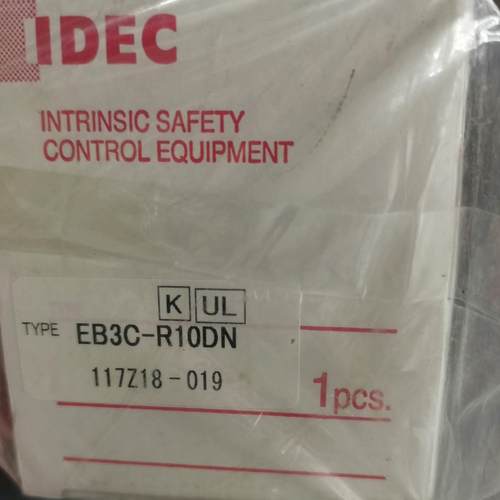 IDEC
INTRINSIC SAFETY
CONTROL EQUIPMENT
K UL
TYPE EB3C-R10DN
117Z18-019
1pcs.